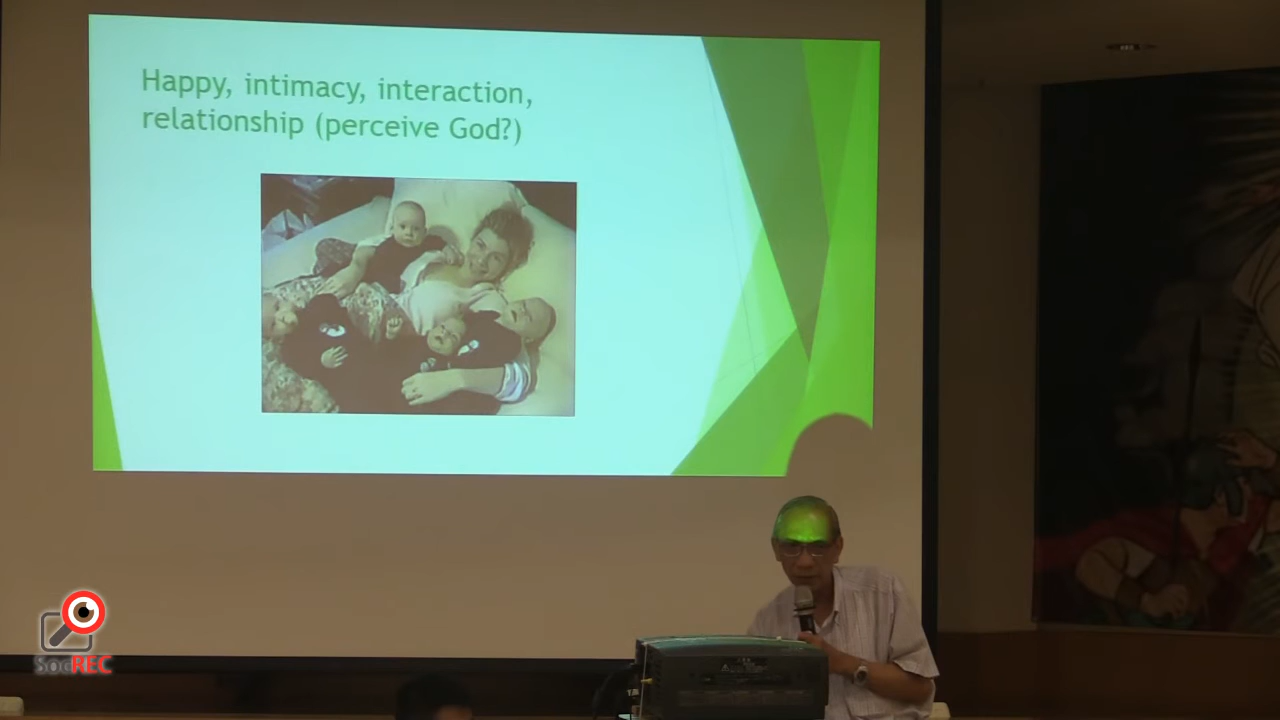 Happy, intimacy, interaction,
relationship (perceive God?)
SocREC